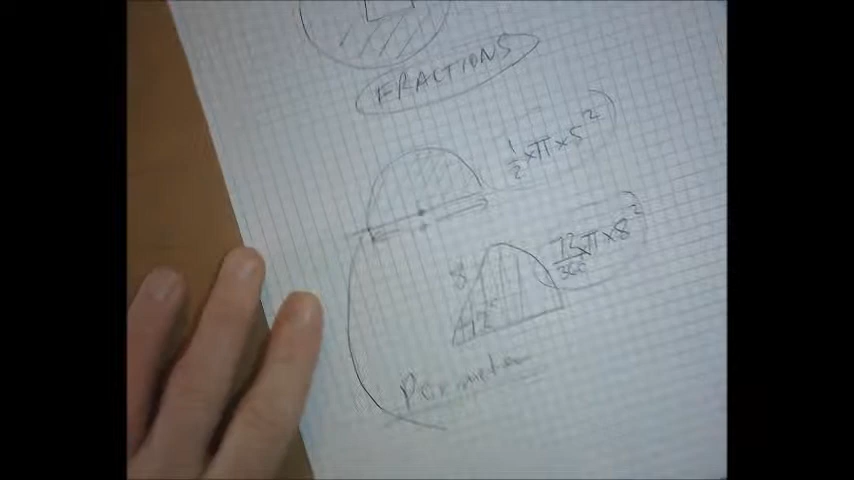 FRACTIONS
1/2 ×π×5²
8
72°
72/360 π×8²
Perimeter